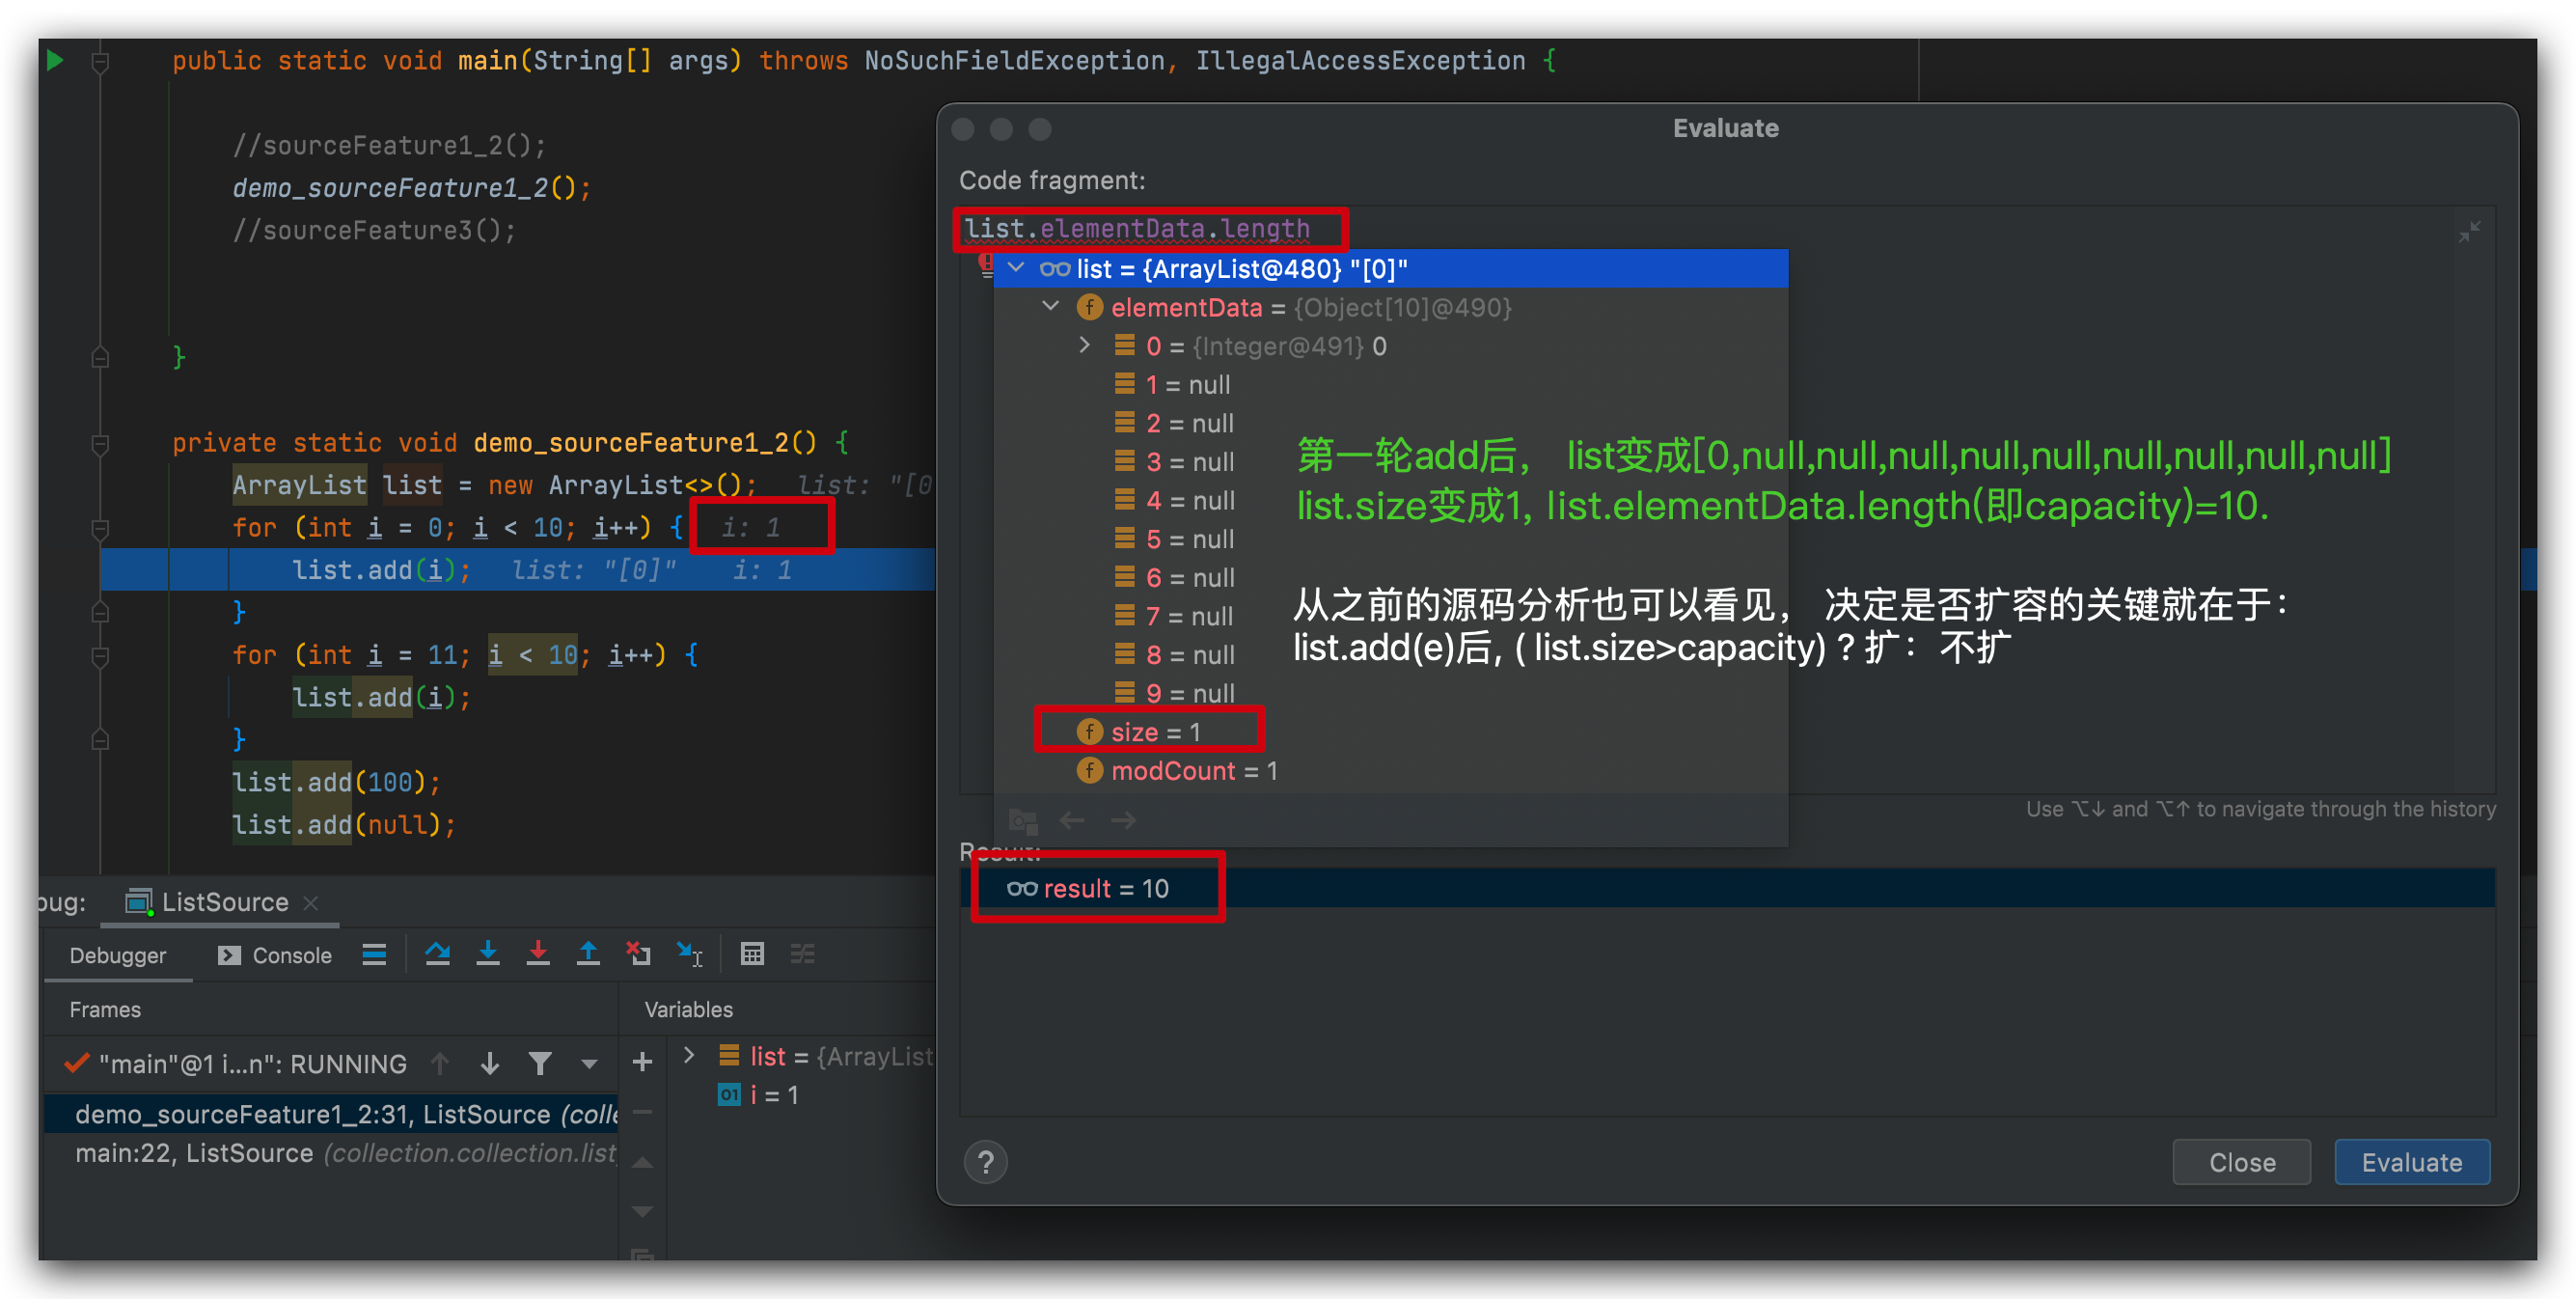 public static void main(String[] args) throws NoSuchFieldException, IllegalAccessException {
//sourceFeature1_2();
demo_sourceFeature1_2();
//sourceFeature3();
}
private static void demo_sourceFeature1_2() {
ArrayList list = new ArrayList<>(); list: "[0
for (int i = 0; i < 10; i++) { i: 1
list.add(i); list: "[0]" i: 1
}
for (int i = 11; i < 10; i++) {
list.add(i);
}
list.add(100);
list.add(null);
Evaluate
Code fragment:
list.elementData.length
list = {ArrayList@480} "[0]"
elementData = {Object[10]@490}
0 = {Integer@491} 0
1 = null
2 = null
3 = null
4 = null
5 = null
6 = null
7 = null
8 = null
9 = null
size = 1
modCount = 1
第一轮add后， list变成[0,null,null,null,null,null,null,null,null,null]
list.size变成1, list.elementData.length(即capacity)=10.
从之前的源码分析也可以看见， 决定是否扩容的关键就在于：
list.add(e)后, ( list.size>capacity) ? 扩：不扩
Use ⌥↓ and ⌥↑ to navigate through the history
Result:
result = 10
? Close Evaluate
bug: ListSource
Debugger Console
Frames Variables
"main"@1 i...n": RUNNING
demo_sourceFeature1_2:31, ListSource (colle
main:22, ListSource (collection.collection.list
list = {ArrayList
i = 1